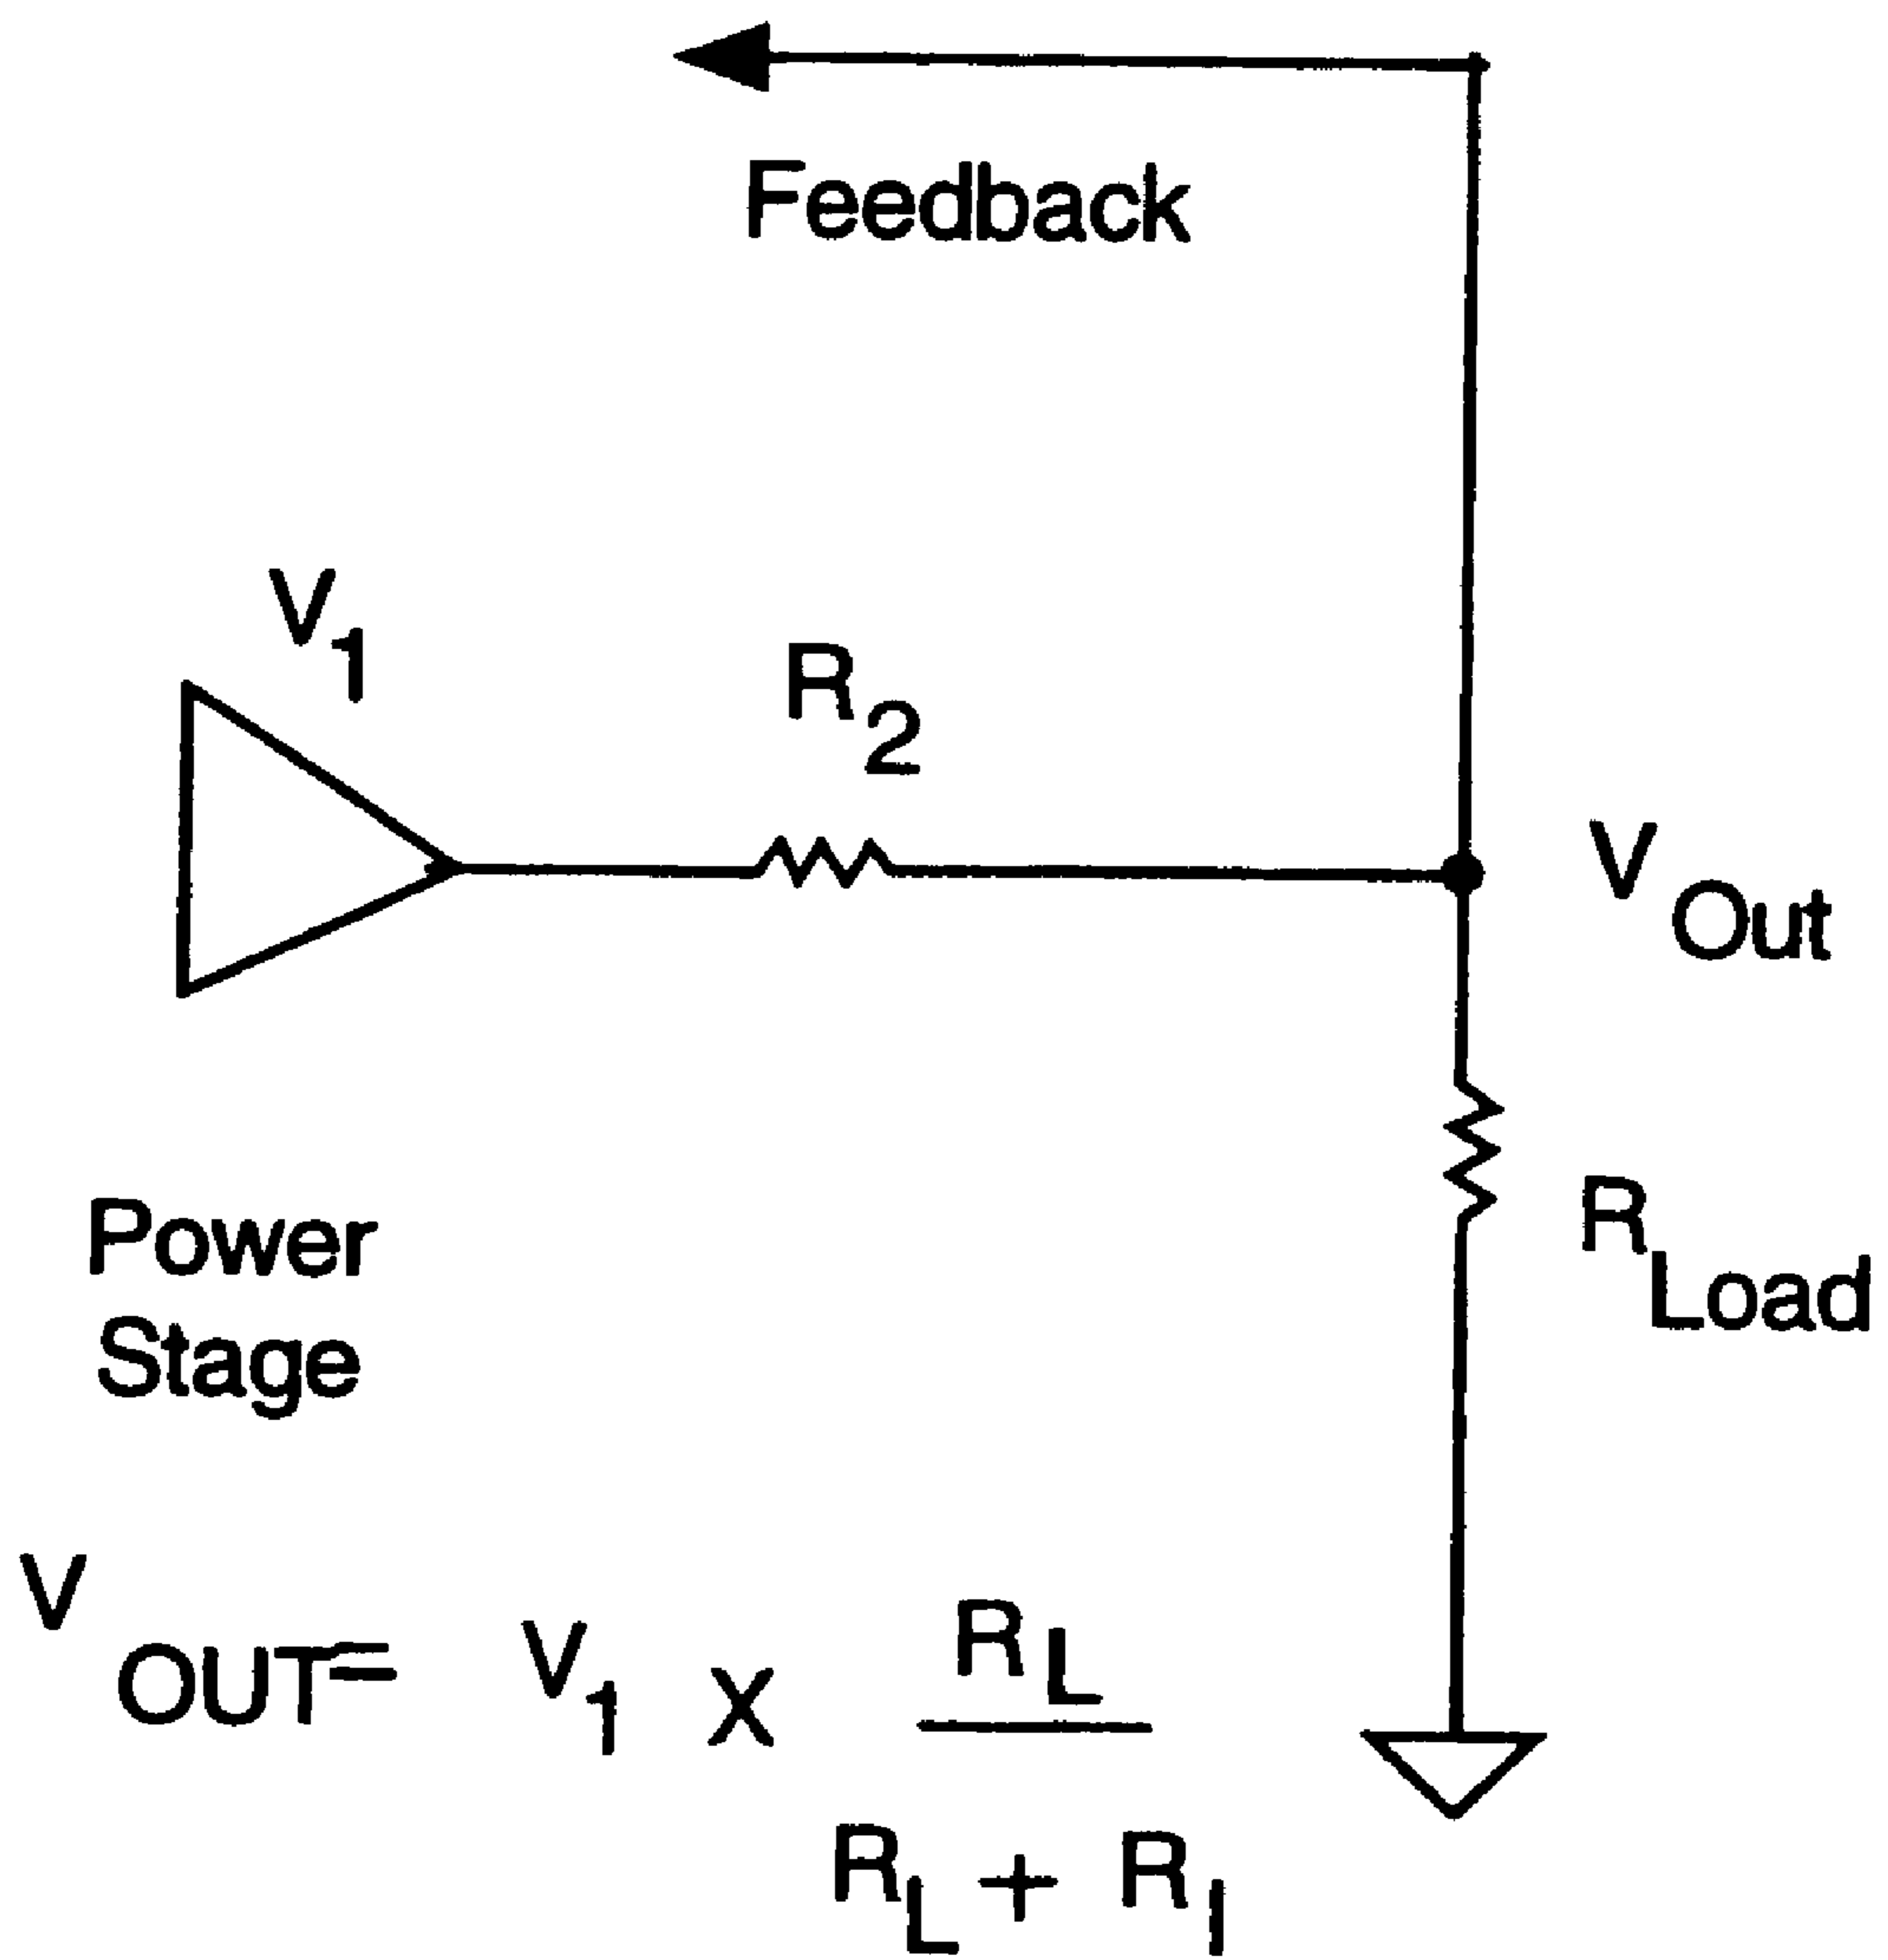 Feedback
V1
R2
VOut
Power
Stage
RLoad
VOUT= V1 X RL
RL + RI